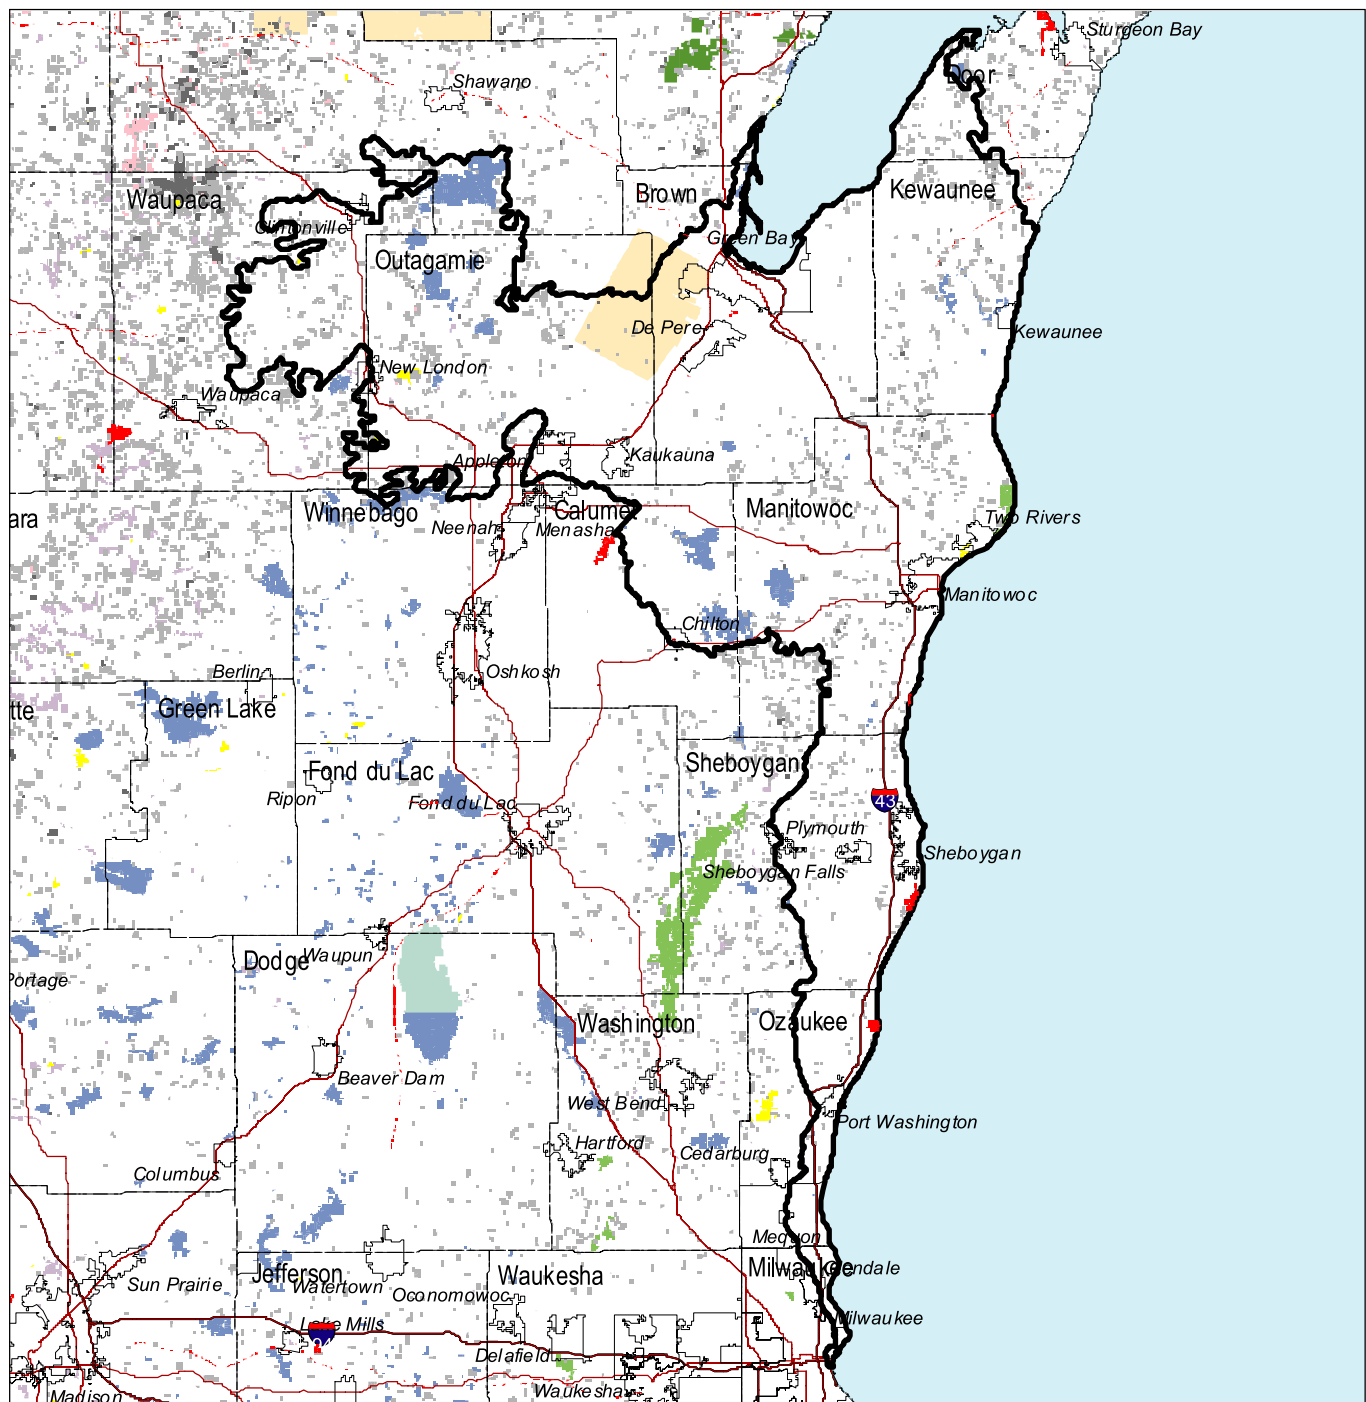 Sturgeon Bay
Door
Shawano
Waupaca
Brown
Kewaunee
Clintonville
Green Bay
Outagamie
De Pere
Kewaunee
New London
Waupaca
Appleton
Kaukauna
ara
Winnebago
Calumet
Manitowoc
Neenah
Menasha
Two Rivers
Manitowoc
Chilton
Berlin
Oshkosh
tte
Green Lake
Fond du Lac
Sheboygan
Ripon
Fond du Lac
43
Plymouth
Sheboygan
Sheboygan Falls
Dodge
Waupun
Portage
Washington
Ozaukee
Beaver Dam
West Bend
Port Washington
Hartford
Cedarburg
Columbus
Mequon
Jefferson
Waukesha
Milwaukee
Glendale
Sun Prairie
Watertown
Oconomowoc
Lake Mills
Milwaukee
94
Delafield
Madison
Waukesha